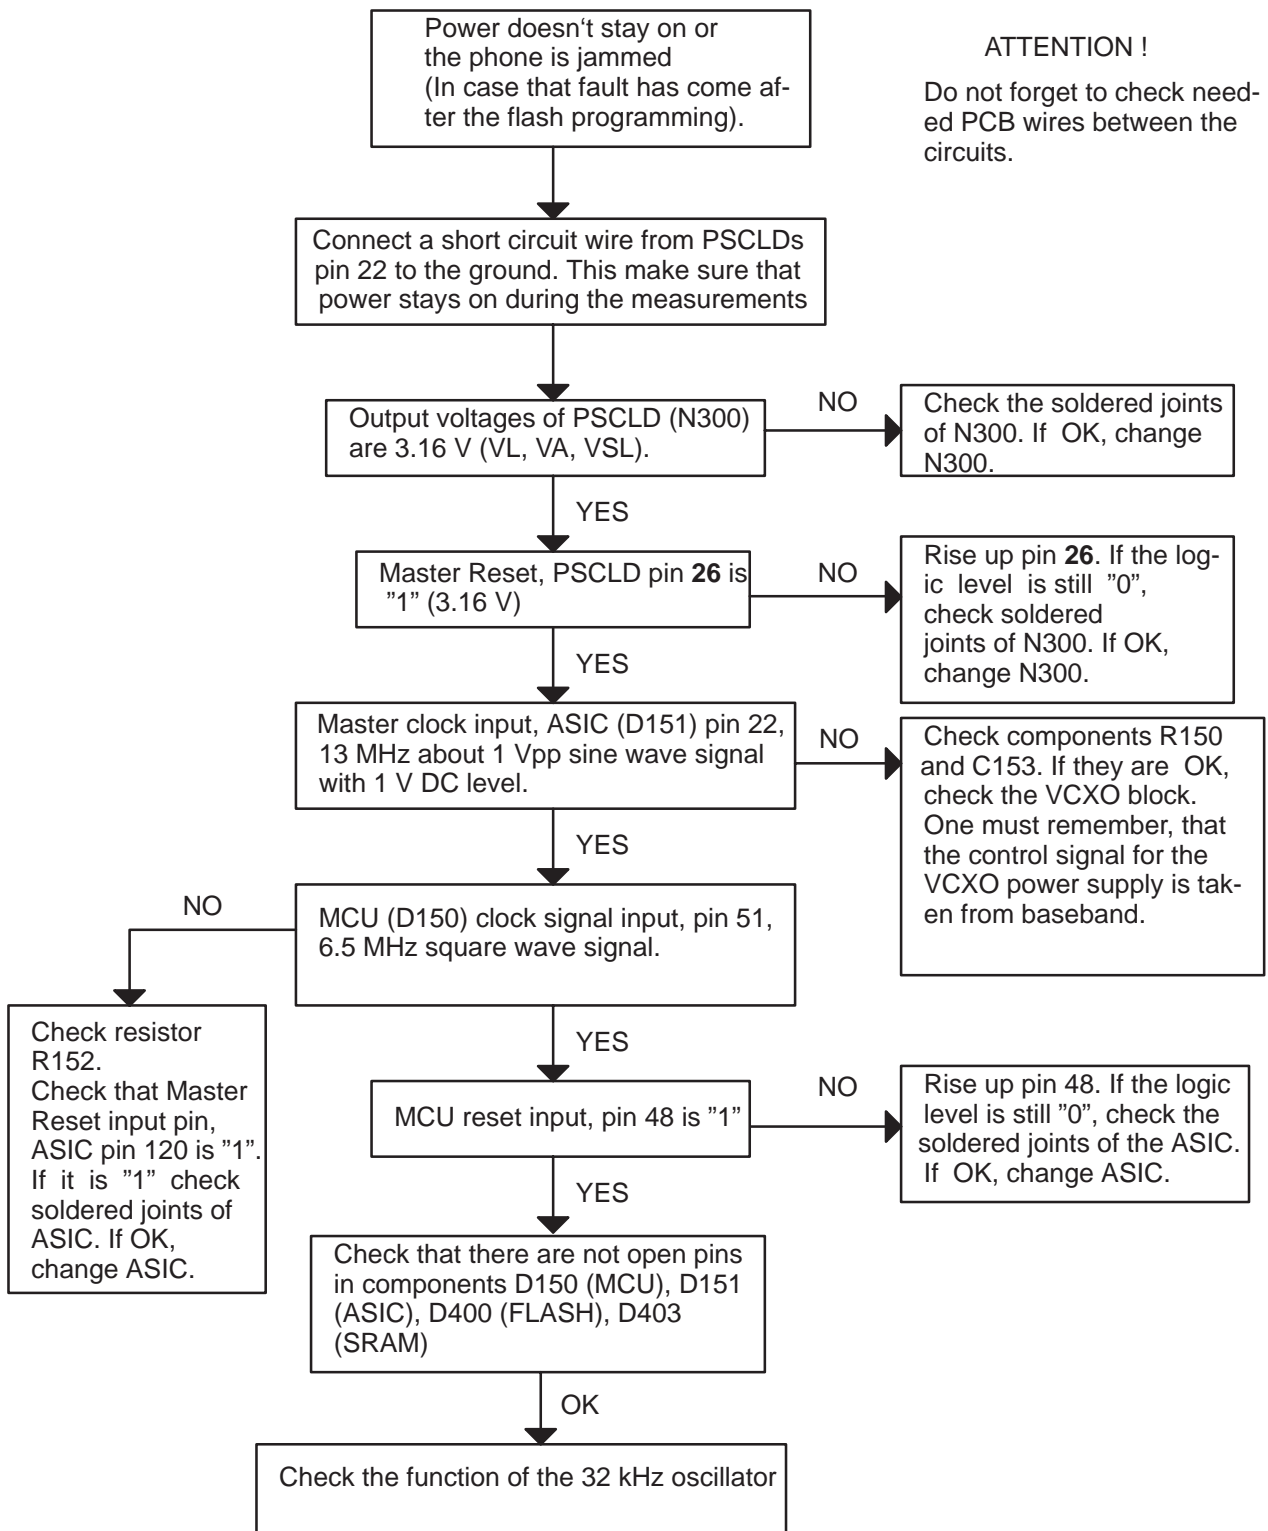 Power doesn‘t stay on or
the phone is jammed
(In case that fault has come af-
ter the flash programming).
ATTENTION !
Do not forget to check need-
ed PCB wires between the
circuits.
Connect a short circuit wire from PSCLDs
pin 22 to the ground. This make sure that
power stays on during the measurements
Output voltages of PSCLD (N300)
are 3.16 V (VL, VA, VSL).
NO
Check the soldered joints
of N300. If OK, change
N300.
YES
Master Reset, PSCLD pin 26 is
”1” (3.16 V)
NO
Rise up pin 26. If the log-
ic level is still ”0”,
check soldered
joints of N300. If OK,
change N300.
YES
Master clock input, ASIC (D151) pin 22,
13 MHz about 1 Vpp sine wave signal
with 1 V DC level.
NO
Check components R150
and C153. If they are OK,
check the VCXO block.
One must remember, that
the control signal for the
VCXO power supply is tak-
en from baseband.
YES
MCU (D150) clock signal input, pin 51,
6.5 MHz square wave signal.
NO
Check resistor
R152.
Check that Master
Reset input pin,
ASIC pin 120 is ”1”.
If it is ”1” check
soldered joints of
ASIC. If OK,
change ASIC.
YES
MCU reset input, pin 48 is ”1”
NO
Rise up pin 48. If the logic
level is still ”0”, check the
soldered joints of the ASIC.
If OK, change ASIC.
YES
Check that there are not open pins
in components D150 (MCU), D151
(ASIC), D400 (FLASH), D403
(SRAM)
OK
Check the function of the 32 kHz oscillator